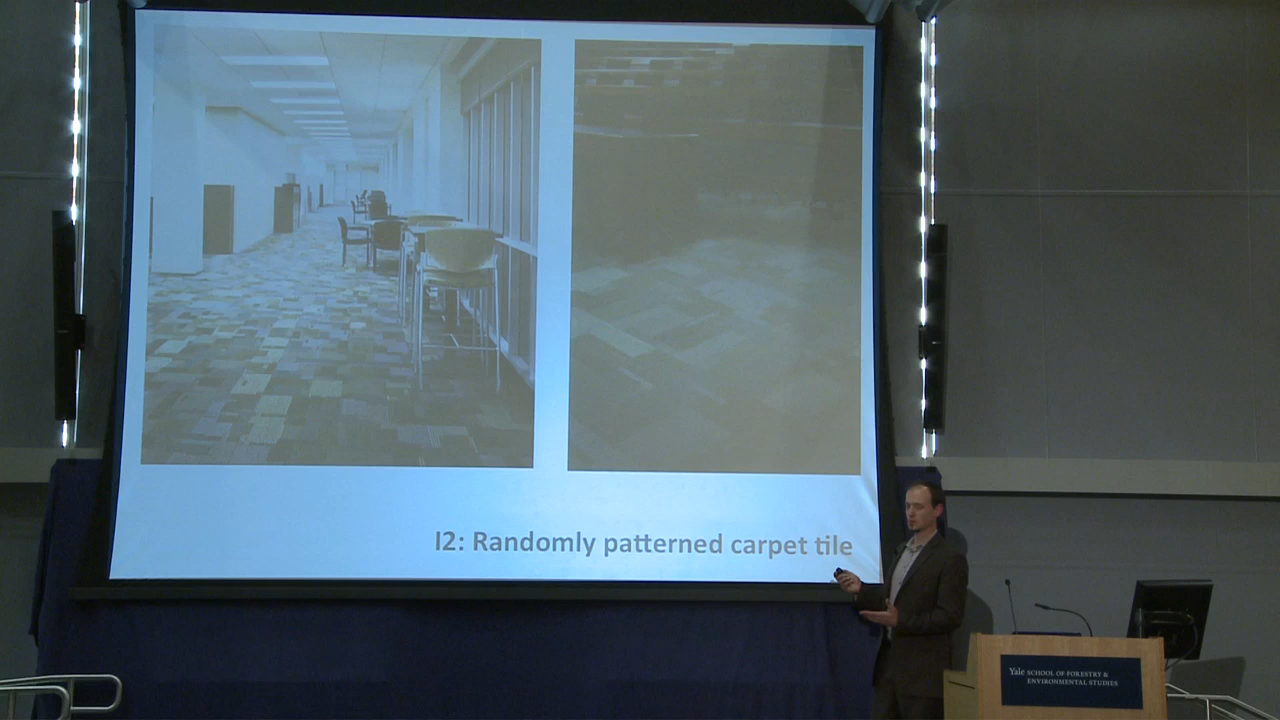 I2: Randomly patterned carpet tile
Yale SCHOOL OF FORESTRY &
ENVIRONMENTAL STUDIES